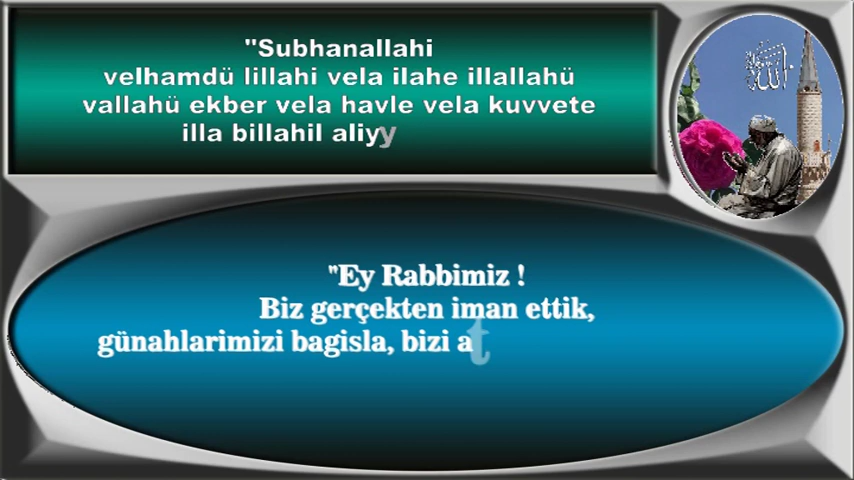 "Subhanallahi
velhamdü lillahi vela ilahe illallahü
vallahü ekber vela havle vela kuvvete
illa billahil aliyy
الله
"Ey Rabbimiz !
Biz gerçekten iman ettik,
günahlarimizi bagisla, bizi at